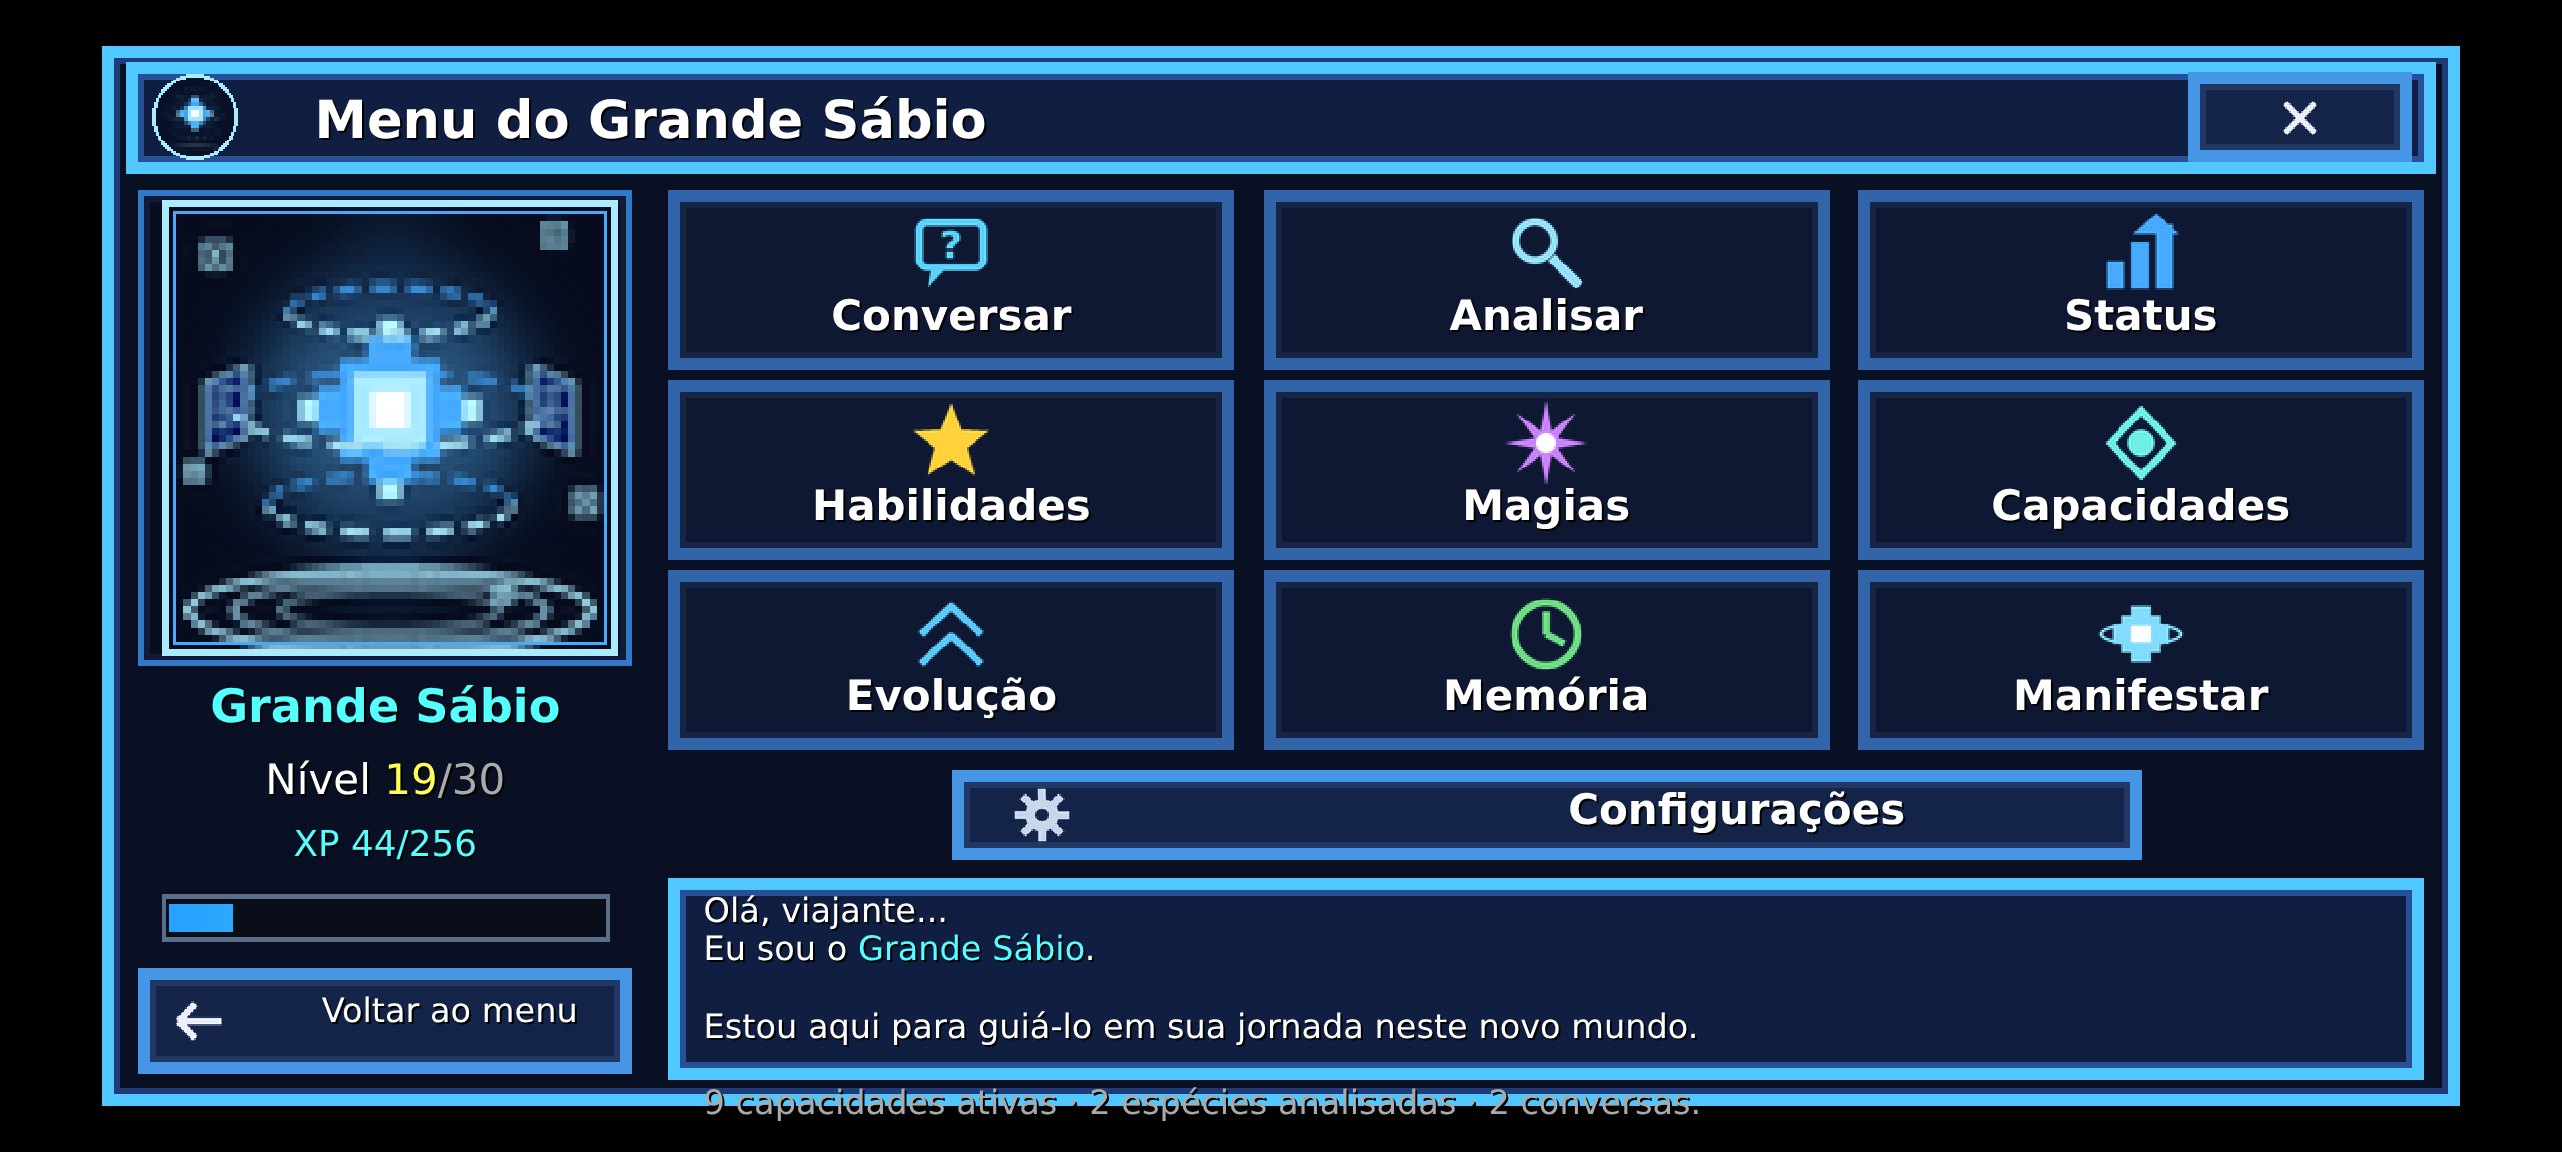 Menu do Grande Sábio
Conversar
Analisar
Status
Habilidades
Magias
Capacidades
Evolução
Memória
Manifestar
Grande Sábio
Nível 19/30
XP 44/256
Voltar ao menu
Configurações
Olá, viajante...
Eu sou o Grande Sábio.
Estou aqui para guiá-lo em sua jornada neste novo mundo.
9 capacidades ativas · 2 espécies analisadas · 2 conversas.